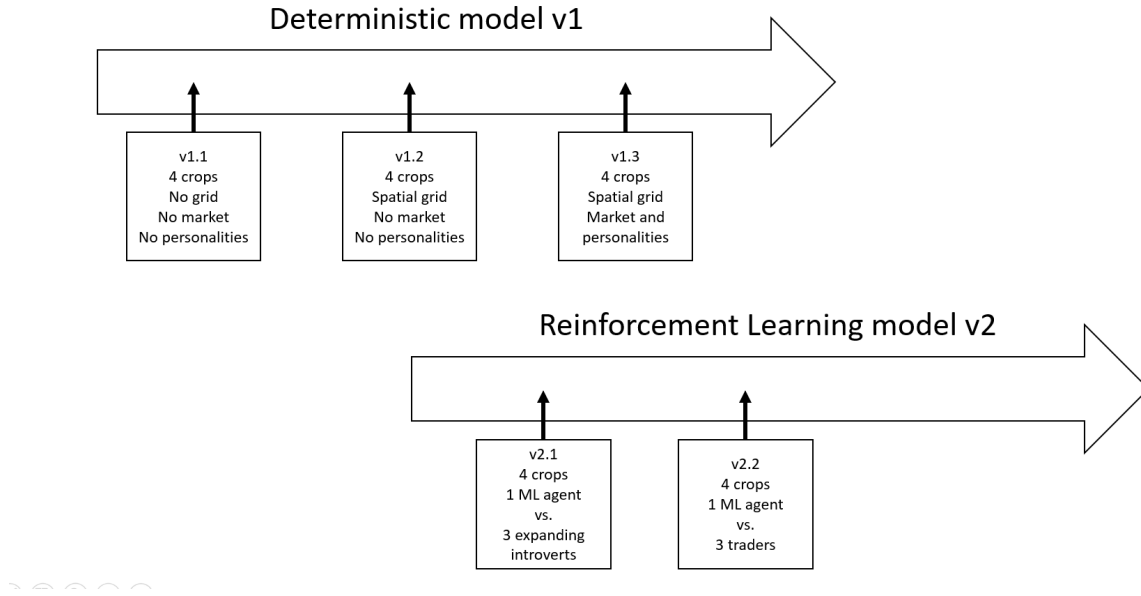 Deterministic model v1
v1.1
4 crops
No grid
No market
No personalities
v1.2
4 crops
Spatial grid
No market
No personalities
v1.3
4 crops
Spatial grid
Market and
personalities
Reinforcement Learning model v2
v2.1
4 crops
1 ML agent
vs.
3 expanding
introverts
v2.2
4 crops
1 ML agent
vs.
3 traders